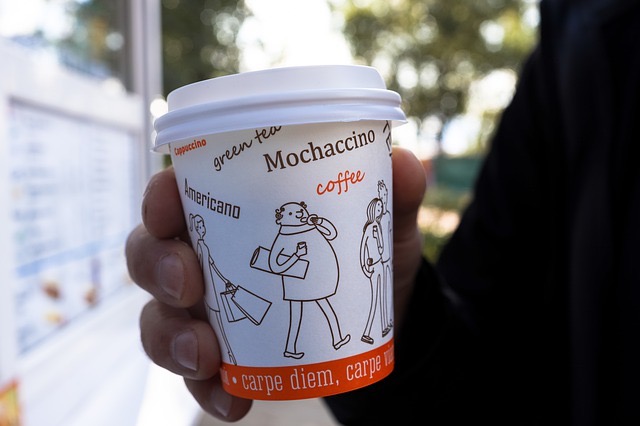 Cappuccino
green tea
Mochaccino
coffee
Americano
• carpe diem, carpe